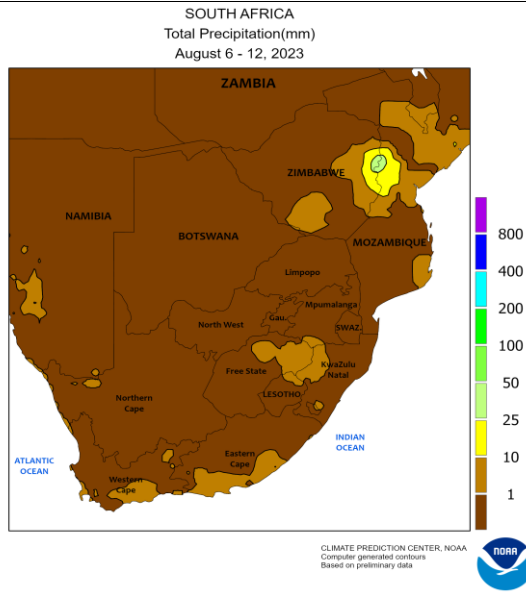 SOUTH AFRICA
Total Precipitation(mm)
August 6 - 12, 2023
ZAMBIA
ZIMBABWE
NAMIBIA
BOTSWANA
MOZAMBIQUE
Limpopo
Mpumalanga
Gau.
North West
SWAZ.
Free State
KwaZulu
Natal
LESOTHO
Northern
Cape
Eastern
Cape
Western
Cape
ATLANTIC
OCEAN
INDIAN
OCEAN
800
400
200
100
50
25
10
1
CLIMATE PREDICTION CENTER, NOAA
Computer generated contours
Based on preliminary data
NOAA